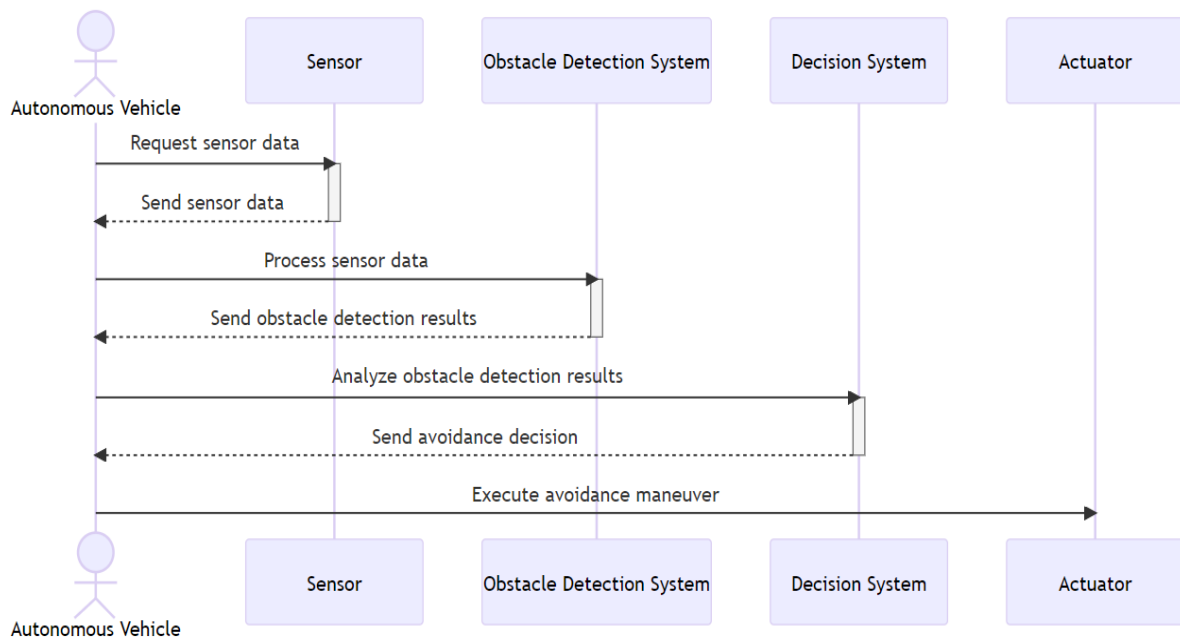 Autonomous Vehicle
Sensor
Obstacle Detection System
Decision System
Actuator
Request sensor data
Send sensor data
Process sensor data
Send obstacle detection results
Analyze obstacle detection results
Send avoidance decision
Execute avoidance maneuver
Autonomous Vehicle
Sensor
Obstacle Detection System
Decision System
Actuator